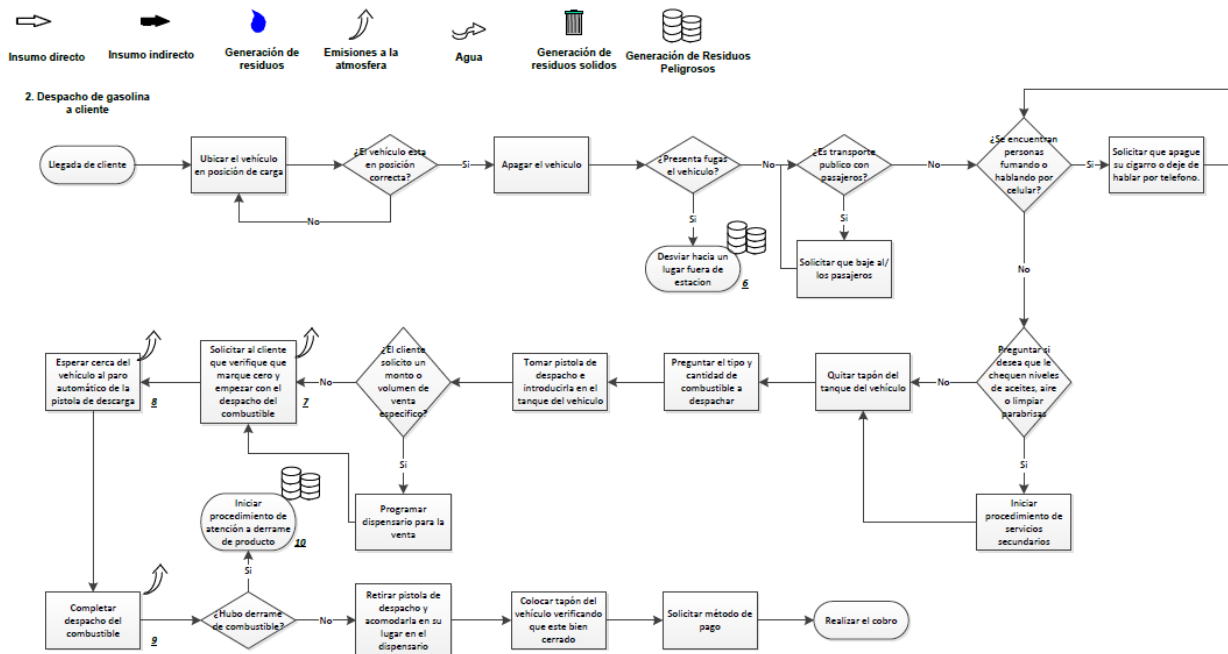 Insumo directo
Insumo indirecto
Generación de
residuos
Emisiones a la
atmosfera
Agua
Generación de
residuos solidos
Generación de Residuos
Peligrosos
2. Despacho de gasolina
a cliente
Llegada de cliente
Ubicar el vehículo
en posición de carga
¿El vehículo esta
en posición
correcta?
Si
No
Apagar el vehiculo
¿Presenta fugas
el vehiculo?
No
Si
Desviar hacia un
lugar fuera de
estacion
6
¿Es transporte
publico con
pasajeros?
No
Si
Solicitar que baje al/
los pasajeros
¿Se encuentran
personas
fumando o
hablando por
celular?
Si
Solicitar que apague
su cigarro o deje de
hablar por telefono.
No
Preguntar si
desea que le
chequen niveles
de aceites, aire
o limpiar
parabrisas
No
Si
Iniciar
procedimiento de
servicios
secundarios
Quitar tapón del
tanque del vehículo
Preguntar el tipo y
cantidad de
combustible a
despachar
Tomar pistola de
despacho e
introducirla en el
tanque del vehiculo
¿El cliente
solicito un
monto o
volumen de
venta
especifico?
No
Si
Programar
dispensario para la
venta
Solicitar al cliente
que verifique que
marque cero y
empezar con el
despacho del
combustible
7
Esperar cerca del
vehículo al paro
automático de la
pistola de descarga
8
Completar
despacho del
combustible
9
¿Hubo derrame
de combustible?
Si
Iniciar
procedimiento de
atención a derrame
de producto
10
No
Retirar pistola de
despacho y
acomodarla en su
lugar en el
dispensario
Colocar tapón del
vehículo verificando
que este bien
cerrado
Solicitar método de
pago
Realizar el cobro